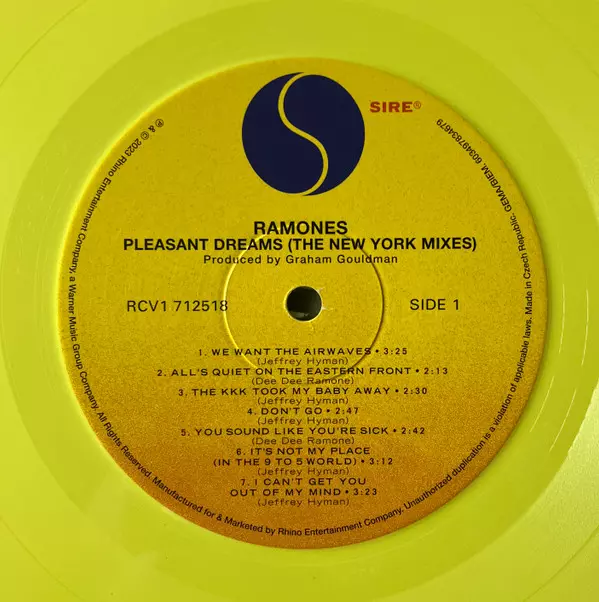 SIRE®
RAMONES
PLEASANT DREAMS (THE NEW YORK MIXES)
Produced by Graham Gouldman
RCV1 712518
SIDE 1
1. WE WANT THE AIRWAVES • 3:25
(Jeffrey Hyman)
2. ALL'S QUIET ON THE EASTERN FRONT • 2:13
(Dee Dee Ramone)
3. THE KKK TOOK MY BABY AWAY • 2:30
(Jeffrey Hyman)
4. DON'T GO • 2:47
(Jeffrey Hyman)
5. YOU SOUND LIKE YOU'RE SICK • 2:42
(Dee Dee Ramone)
6. IT'S NOT MY PLACE
(IN THE 9 TO 5 WORLD) • 3:12
(Jeffrey Hyman)
7. I CAN'T GET YOU
OUT OF MY MIND • 3:23
(Jeffrey Hyman)
℗ & © 2023 Rhino Entertainment Company, a Warner Music Group Company. All Rights Reserved. Manufactured for & Marketed by Rhino Entertainment Company. Unauthorized duplication is a violation of applicable laws. Made in Czech Republic. GEMA/BIEM. 603497834679